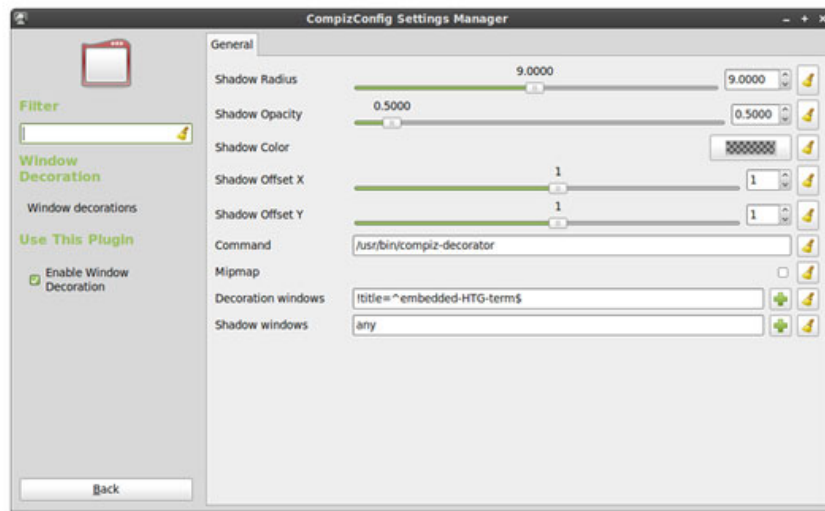 CompizConfig Settings Manager
General
Shadow Radius 9.0000 9.0000
Filter
Shadow Opacity 0.5000 0.5000
Shadow Color
Window
Decoration
Shadow Offset X 1 1
Window decorations
Shadow Offset Y 1 1
Use This Plugin
Command /usr/bin/compiz-decorator
Enable Window
Decoration
Mipmap
Decoration windows !title=^embedded-HTG-term$
Shadow windows any
Back